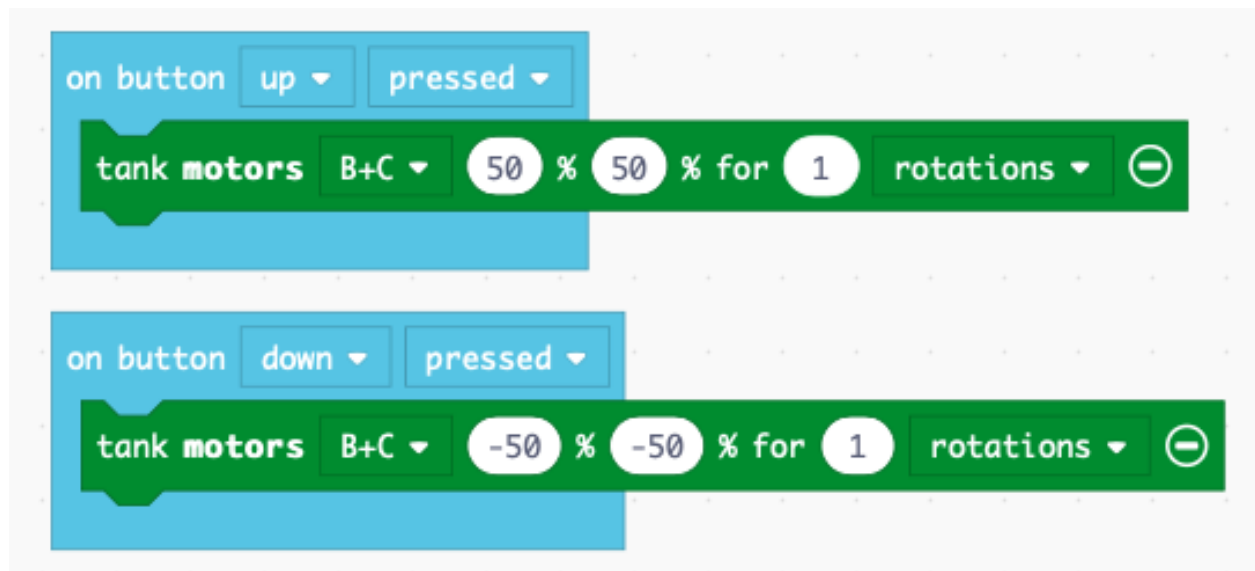 on button up pressed
tank motors B+C 50 % 50 % for 1 rotations
on button down pressed
tank motors B+C -50 % -50 % for 1 rotations